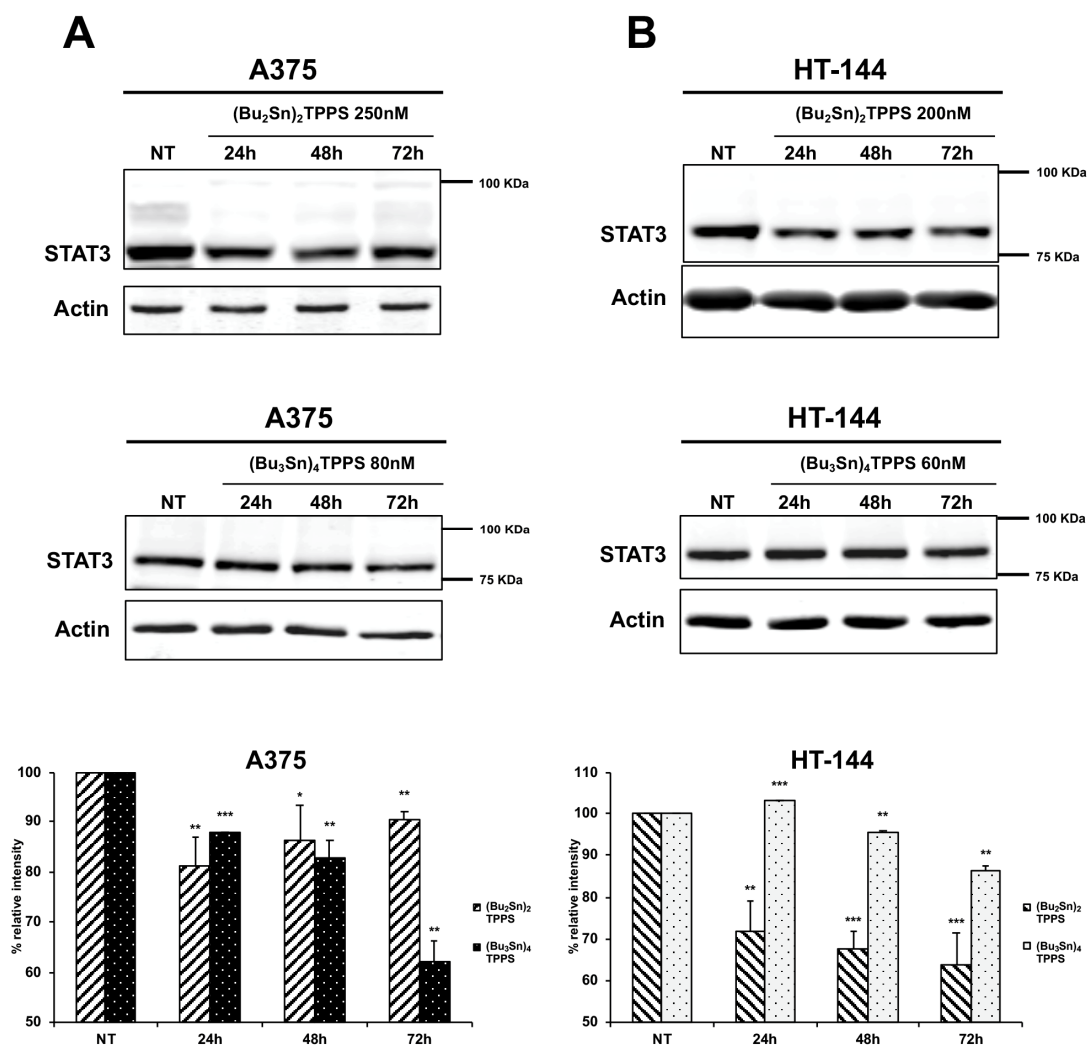 A
A375
(Bu₂Sn)₂TPPS 250nM
NT 24h 48h 72h
100 KDa
STAT3
Actin
A375
(Bu₃Sn)₄TPPS 80nM
NT 24h 48h 72h
100 KDa
STAT3
75 KDa
Actin
A375
% relative intensity
100
90
80
70
60
50
** *** * ** ** **
NT 24h 48h 72h
(Bu₂Sn)₂
TPPS
(Bu₃Sn)₄
TPPS
B
HT-144
(Bu₂Sn)₂TPPS 200nM
NT 24h 48h 72h
100 KDa
STAT3
75 KDa
Actin
HT-144
(Bu₃Sn)₄TPPS 60nM
NT 24h 48h 72h
100 KDa
STAT3
75 KDa
Actin
HT-144
% relative intensity
110
100
90
80
70
60
50
** *** *** ** *** **
NT 24h 48h 72h
(Bu₂Sn)₂
TPPS
(Bu₃Sn)₄
TPPS